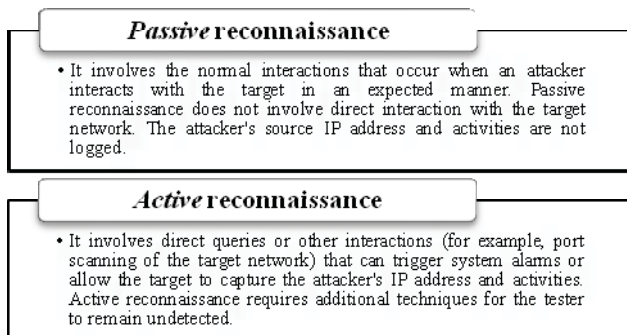 Passive reconnaissance
• It involves the normal interactions that occur when an attacker
interacts with the target in an expected manner. Passive
reconnaissance does not involve direct interaction with the target
network. The attacker's source IP address and activities are not
logged.
Active reconnaissance
• It involves direct queries or other interactions (for example, port
scanning of the target network) that can trigger system alarms or
allow the target to capture the attacker's IP address and activities.
Active reconnaissance requires additional techniques for the tester
to remain undetected.